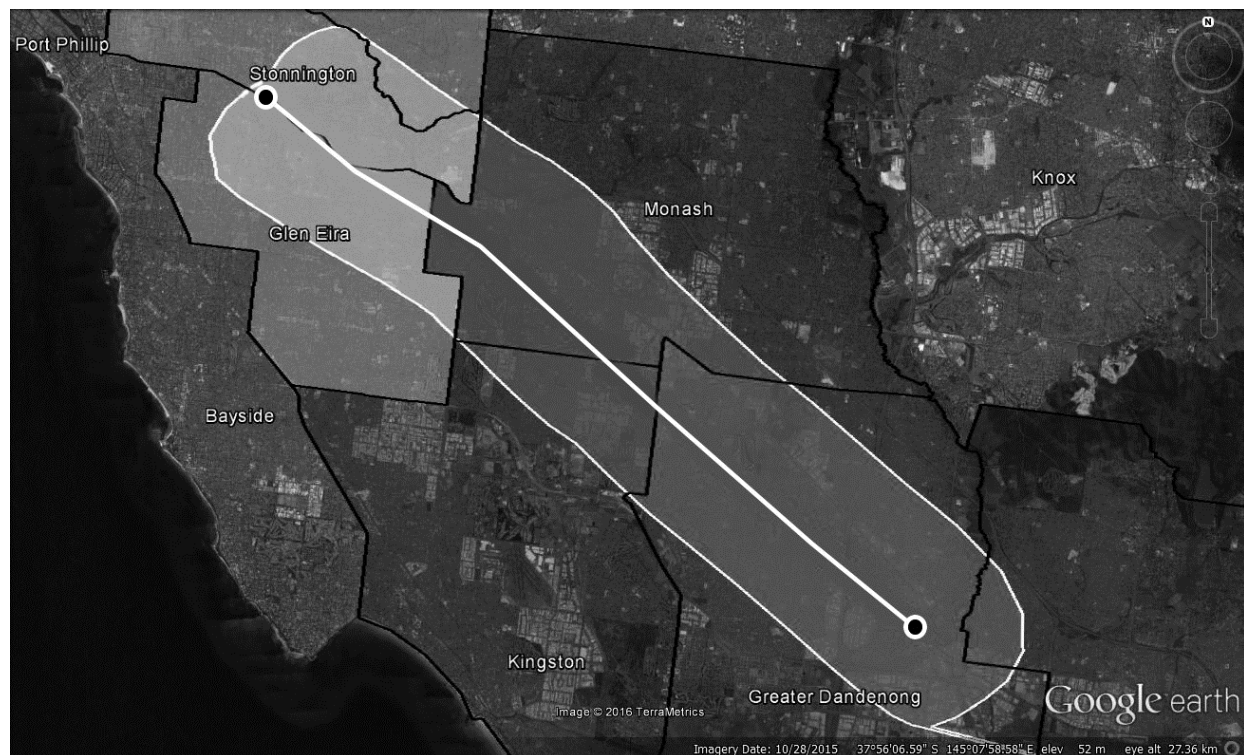 N
Port Phillip
Stonnington
Knox
Monash
Glen Eira
Bayside
Kingston
Greater Dandenong
Google earth
Image © 2016 TerraMetrics
Imagery Date: 10/28/2015 37°56'06.59" S 145°07'58.58" E elev 52 m eye alt 27.36 km